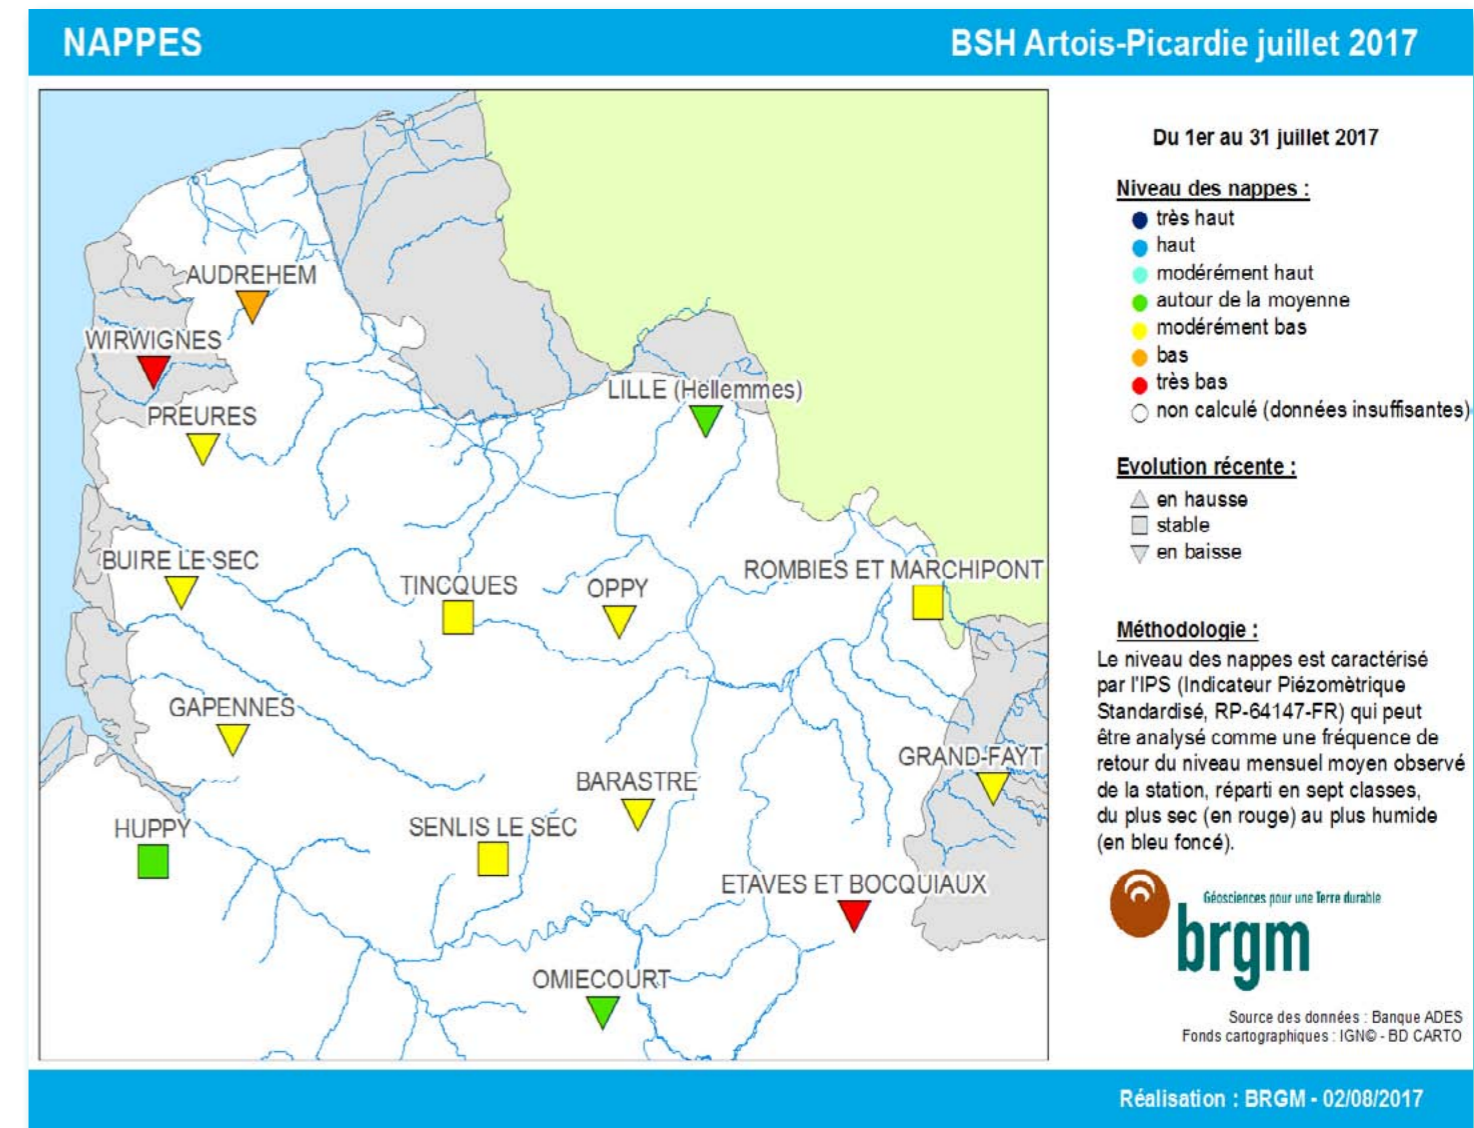 NAPPES
BSH Artois-Picardie juillet 2017
AUDREHEM
WIRWIGNES
LILLE (Hellemmes)
PREURES
BUIRE LE SEC
TINCQUES
OPPY
ROMBIES ET MARCHIPONT
GAPENNES
GRAND-FAYT
BARASTRE
HUPPY
SENLIS LE SEC
ETAVES ET BOCQUIAUX
OMIECOURT
Du 1er au 31 juillet 2017
Niveau des nappes :
très haut
haut
modérément haut
autour de la moyenne
modérément bas
bas
très bas
non calculé (données insuffisantes)
Evolution récente :
en hausse
stable
en baisse
Méthodologie :
Le niveau des nappes est caractérisé
par l'IPS (Indicateur Piézomètrique
Standardisé, RP-64147-FR) qui peut
être analysé comme une fréquence de
retour du niveau mensuel moyen observé
de la station, réparti en sept classes,
du plus sec (en rouge) au plus humide
(en bleu foncé).
Géosciences pour une Terre durable
brgm
Source des données : Banque ADES
Fonds cartographiques : IGN© - BD CARTO
Réalisation : BRGM - 02/08/2017